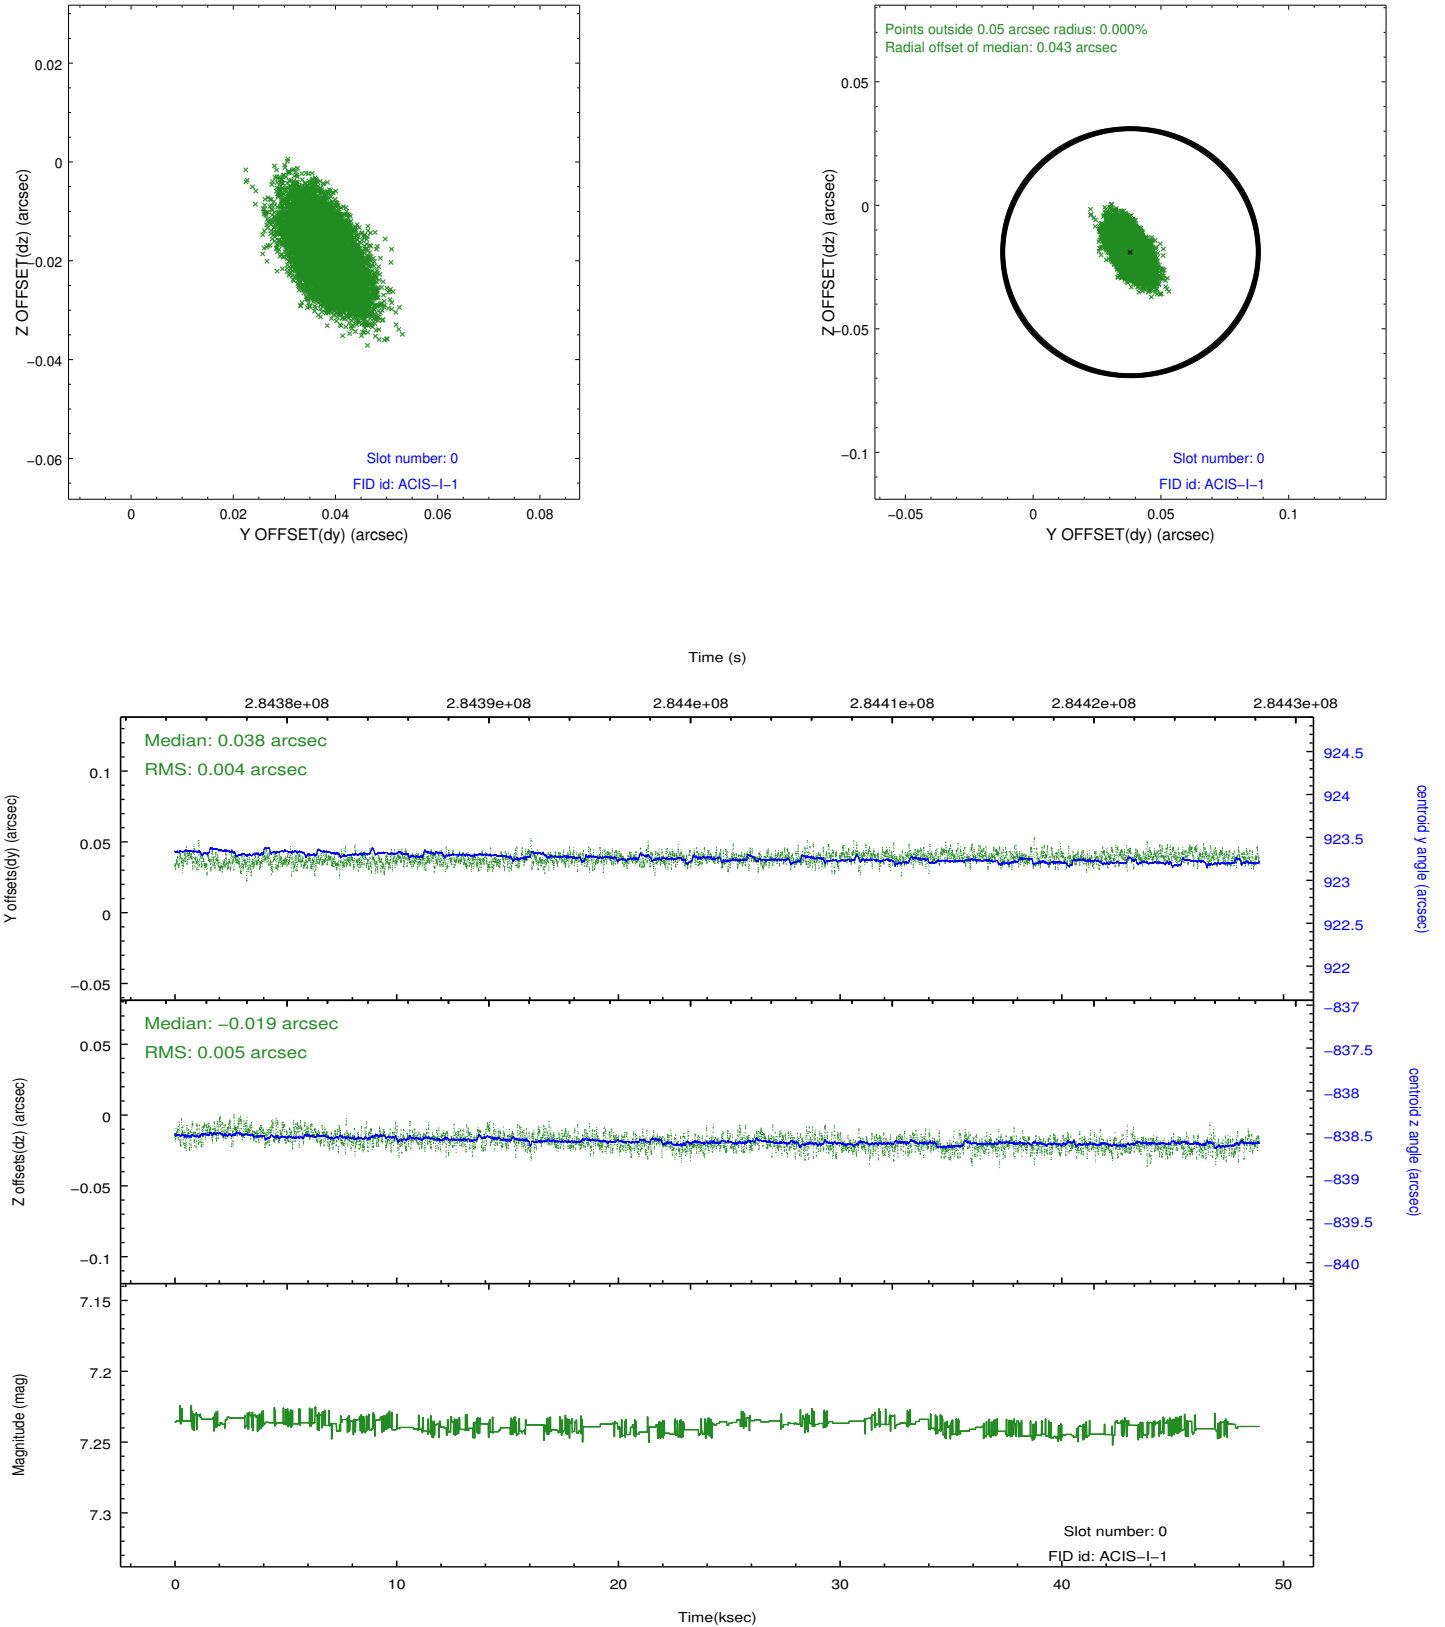 0.02
0
−0.02
−0.04
−0.06
Z OFFSET(dz) (arcsec)
Slot number: 0
FID id: ACIS−I−1
0
0.02
0.04
0.06
0.08
Y OFFSET(dy) (arcsec)
Points outside 0.05 arcsec radius: 0.000%
Radial offset of median: 0.043 arcsec
0.05
0
−0.05
−0.1
Z OFFSET(dz) (arcsec)
Slot number: 0
FID id: ACIS−I−1
−0.05
0
0.05
0.1
Y OFFSET(dy) (arcsec)
Time (s)
2.8438e+08
2.8439e+08
2.844e+08
2.8441e+08
2.8442e+08
2.8443e+08
Median: 0.038 arcsec
RMS: 0.004 arcsec
0.1
0.05
0
−0.05
Y offsets(dy) (arcsec)
924.5
924
923.5
923
922.5
922
centroid y angle (arcsec)
Median: −0.019 arcsec
RMS: 0.005 arcsec
0.05
0
−0.05
−0.1
Z offsets(dz) (arcsec)
−837
−837.5
−838
−838.5
−839
−839.5
−840
centroid z angle (arcsec)
7.15
7.2
7.25
7.3
Magnitude (mag)
Slot number: 0
FID id: ACIS−I−1
0
10
20
30
40
50
Time(ksec)